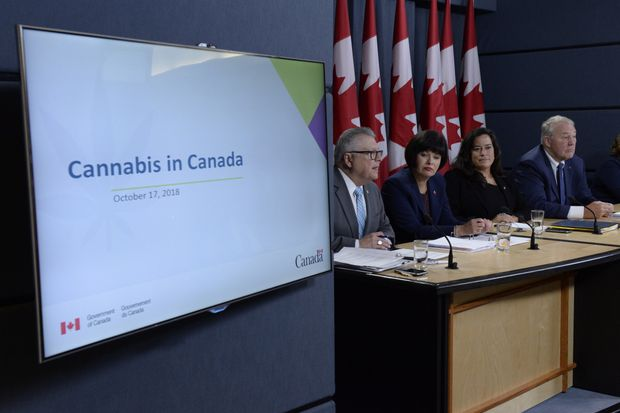 Cannabis in Canada
October 17, 2018
Canada
Government of Canada
Gouvernement du Canada